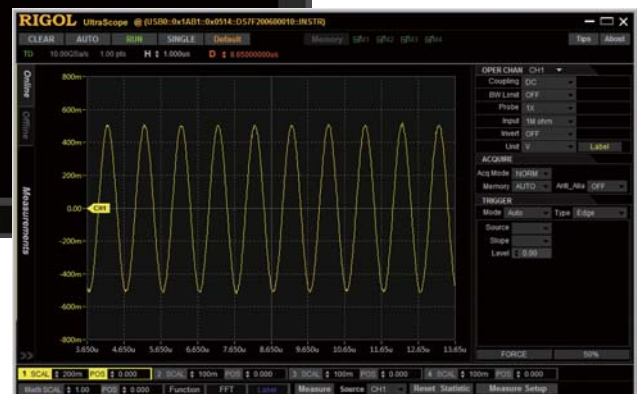 RIGOL UltraScope @ (USB0::0x1AB1::0x0514::DS7F200600010::INSTR)
CLEAR AUTO RUN SINGLE Default Memory Tips About
TD 10.00GSa/s 1.00 pts H 1.000us D 8.65000000us
Online
Offline
Measurements
800m
600m
400m
200m
0.00
-200m
-400m
-600m
-800m
CH1
3.650u 4.650u 5.650u 6.650u 7.650u 8.650u 9.650u 10.65u 11.65u 12.65u 13.65u
OPER CHAN CH1
Coupling DC
BW Limit OFF
Probe 1X
Input 1M ohm
Invert OFF
Unit V Label
ACQUIRE
Acq Mode NORM
Memory AUTO Anti_Alia OFF
TRIGGER
Mode Auto Type Edge
Source
Slope
Level 0.00
FORCE 50%
>>
1 SCAL 200m POS 0.000 2 SCAL 100m POS 0.000 3 SCAL 100m POS 0.000 4 SCAL 100m POS 0.000
Math SCAL 1.00 POS 0.000 Function FFT Label Measure Source CH1 Reset Statistic Measure Setup